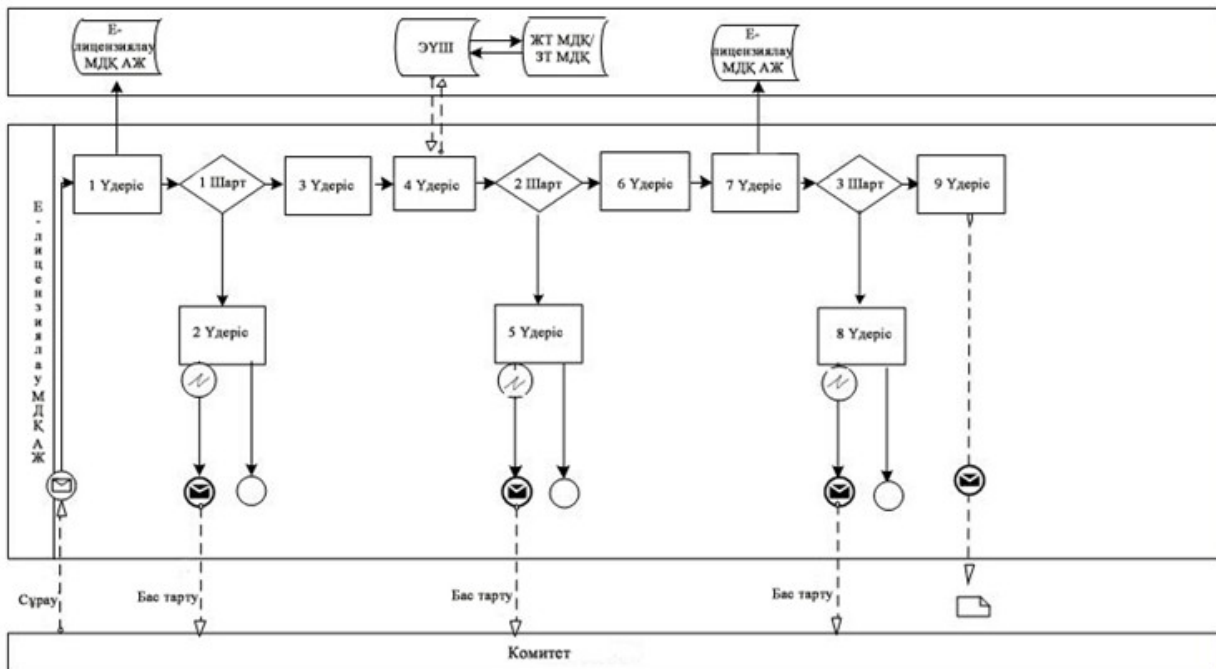 Е-
лицензиялау
МДҚ АЖ
ЭҮШ
ЖТ МДҚ/
ЗТ МДҚ
Е-
лицензиялау
МДҚ АЖ
Е-лицензиялау МДҚ АЖ
1 Үдеріс
1 Шарт
3 Үдеріс
4 Үдеріс
2 Шарт
6 Үдеріс
7 Үдеріс
3 Шарт
9 Үдеріс
2 Үдеріс
5 Үдеріс
8 Үдеріс
Сұрау
Бас тарту
Бас тарту
Бас тарту
Комитет